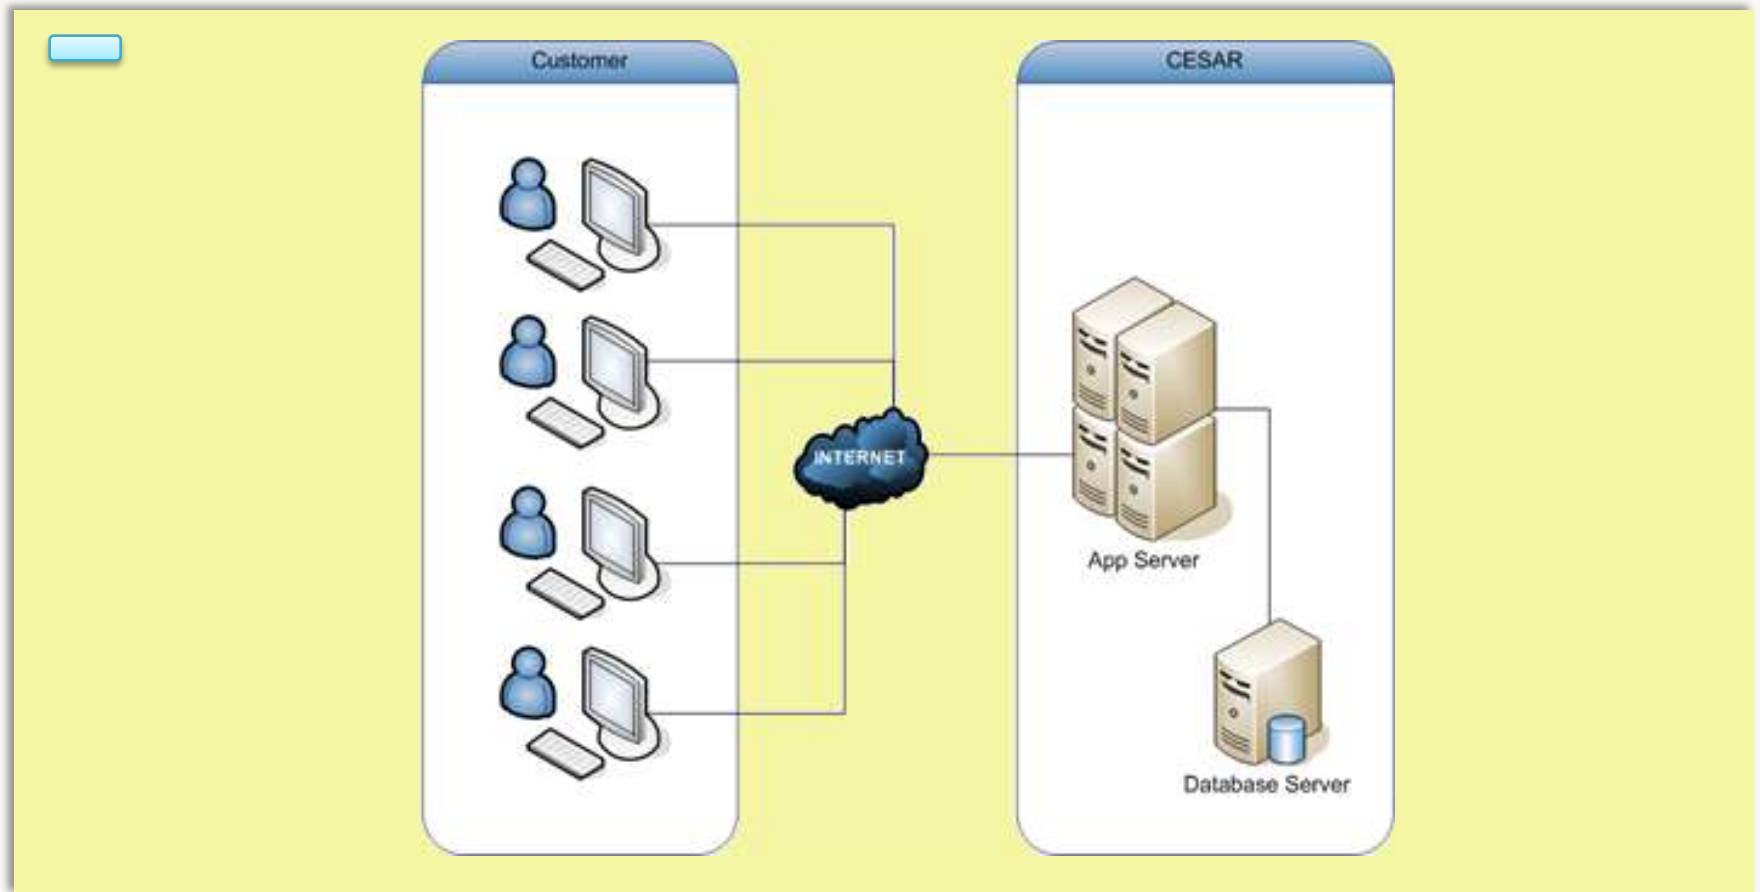 Customer
CESAR
INTERNET
App Server
Database Server